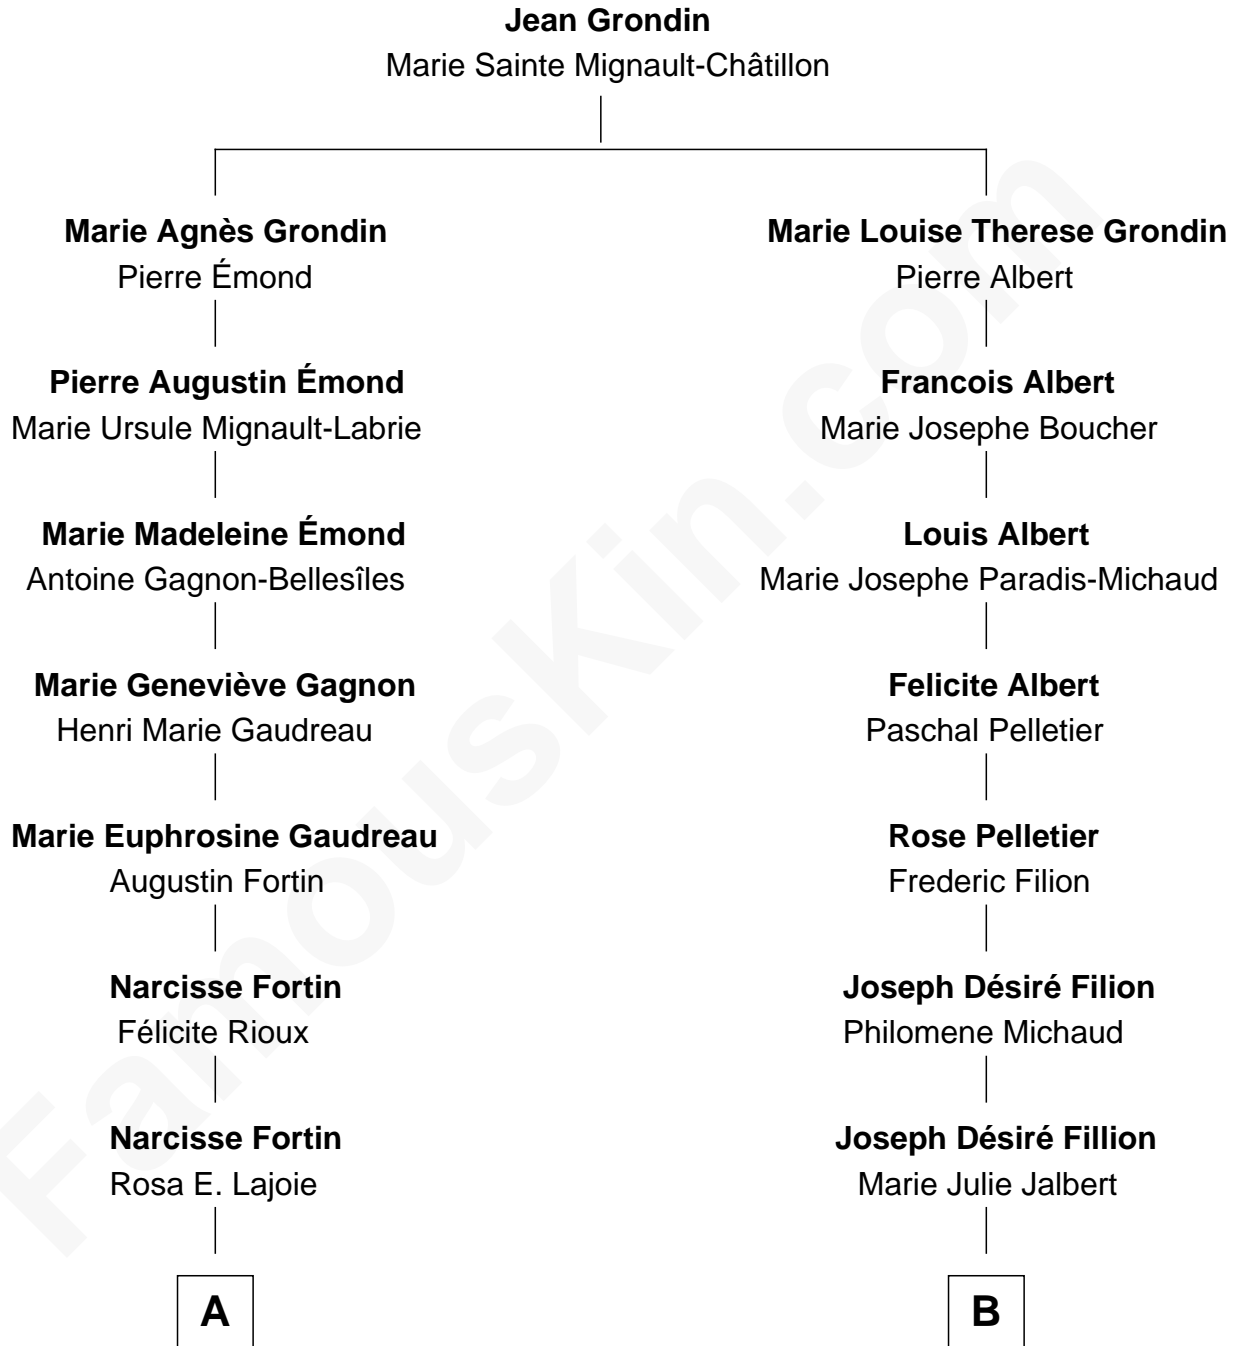 Jean Grondin
Marie Sainte Mignault-Châtillon
Marie Agnès Grondin
Pierre Émond
Marie Louise Therese Grondin
Pierre Albert
Pierre Augustin Émond
Marie Ursule Mignault-Labrie
Francois Albert
Marie Josephe Boucher
Marie Madeleine Émond
Antoine Gagnon-Bellesîles
Louis Albert
Marie Josephe Paradis-Michaud
Marie Geneviève Gagnon
Henri Marie Gaudreau
Felicite Albert
Paschal Pelletier
Marie Euphrosine Gaudreau
Augustin Fortin
Rose Pelletier
Frederic Filion
Narcisse Fortin
Félicite Rioux
Joseph Désiré Filion
Philomene Michaud
Narcisse Fortin
Rosa E. Lajoie
Joseph Désiré Fillion
Marie Julie Jalbert
A
B
FamousKin.com